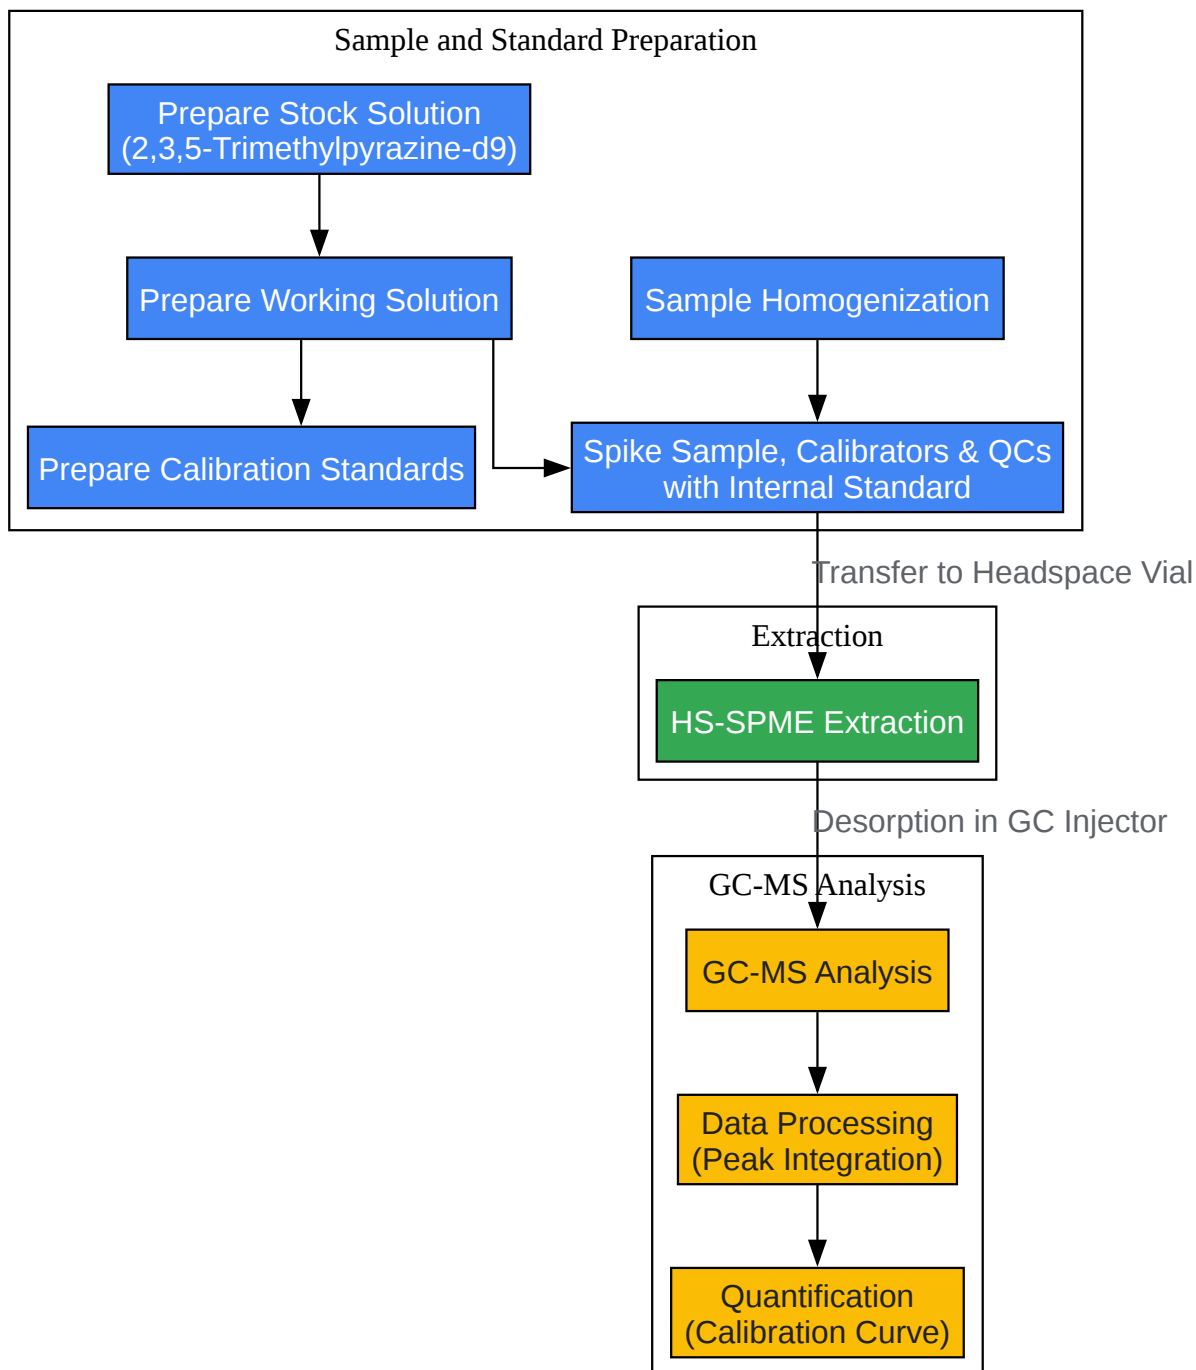 Sample and Standard Preparation
Prepare Stock Solution
(2,3,5-Trimethylpyrazine-d9)
Prepare Working Solution
Sample Homogenization
Prepare Calibration Standards
Spike Sample, Calibrators & QCs
with Internal Standard
Transfer to Headspace Vial
Extraction
HS-SPME Extraction
Desorption in GC Injector
GC-MS Analysis
GC-MS Analysis
Data Processing
(Peak Integration)
Quantification
(Calibration Curve)